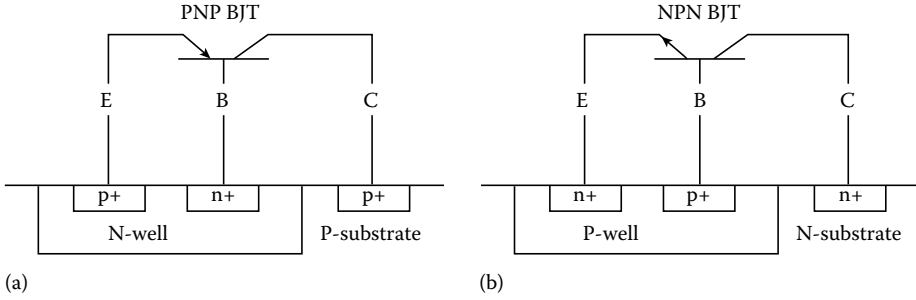 PNP BJT
E B C
p+ n+ p+
N-well P-substrate
(a)
NPN BJT
E B C
n+ p+ n+
P-well N-substrate
(b)